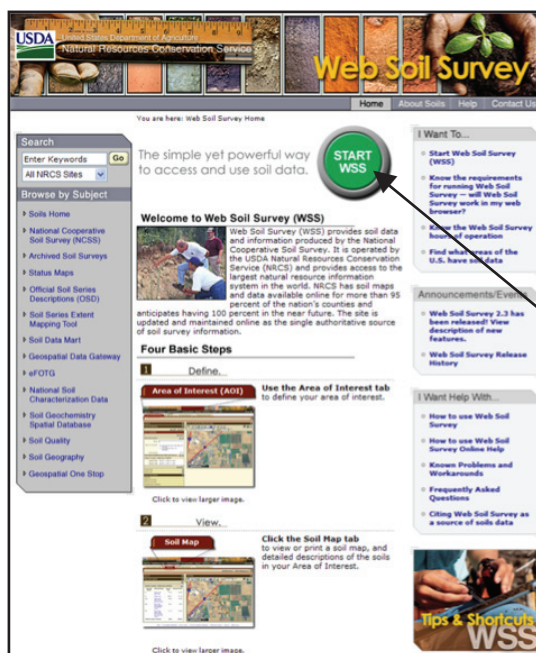 USDA
United States Department of Agriculture
Natural Resources Conservation Service
Web Soil Survey
Home
About Soils
Help
Contact Us
You are here: Web Soil Survey Home
Search
Enter Keywords
Go
All NRCS Sites
Browse by Subject
Soils Home
National Cooperative
Soil Survey (NCSS)
Archived Soil Surveys
Status Maps
Official Soil Series
Descriptions (OSD)
Soil Series Extent
Mapping Tool
Soil Data Mart
Geospatial Data Gateway
eFOTG
National Soil
Characterization Data
Soil Geochemistry
Spatial Database
Soil Quality
Soil Geography
Geospatial One Stop
The simple yet powerful way
to access and use soil data.
START
WSS
Welcome to Web Soil Survey (WSS)
Web Soil Survey (WSS) provides soil data
and information produced by the National
Cooperative Soil Survey. It is operated by
the USDA Natural Resources Conservation
Service (NRCS) and provides access to the
largest natural resource information
system in the world. NRCS has soil maps
and data available online for more than 95
percent of the nation's counties and
anticipates having 100 percent in the near future. The site is
updated and maintained online as the single authoritative source
of soil survey information.
Four Basic Steps
1
Define.
Area of Interest (AOI)
Use the Area of Interest tab
to define your area of interest.
Click to view larger image.
2
View.
Soil Map
Click the Soil Map tab
to view or print a soil map, and
detailed descriptions of the soils
in your Area of Interest.
Click to view larger image.
I Want To...
Start Web Soil Survey
(WSS)
Know the requirements
for running Web Soil
Survey — will Web Soil
Survey work in my web
browser?
Know the Web Soil Survey
hours of operation
Find what areas of the
U.S. have soil data
Announcements/Events
Web Soil Survey 2.3 has
been released! View
description of new
features.
Web Soil Survey Release
History
I Want Help With...
How to use Web Soil
Survey
How to use Web Soil
Survey Online Help
Known Problems and
Workarounds
Frequently Asked
Questions
Citing Web Soil Survey as
a source of soils data
Tips & Shortcuts
WSS